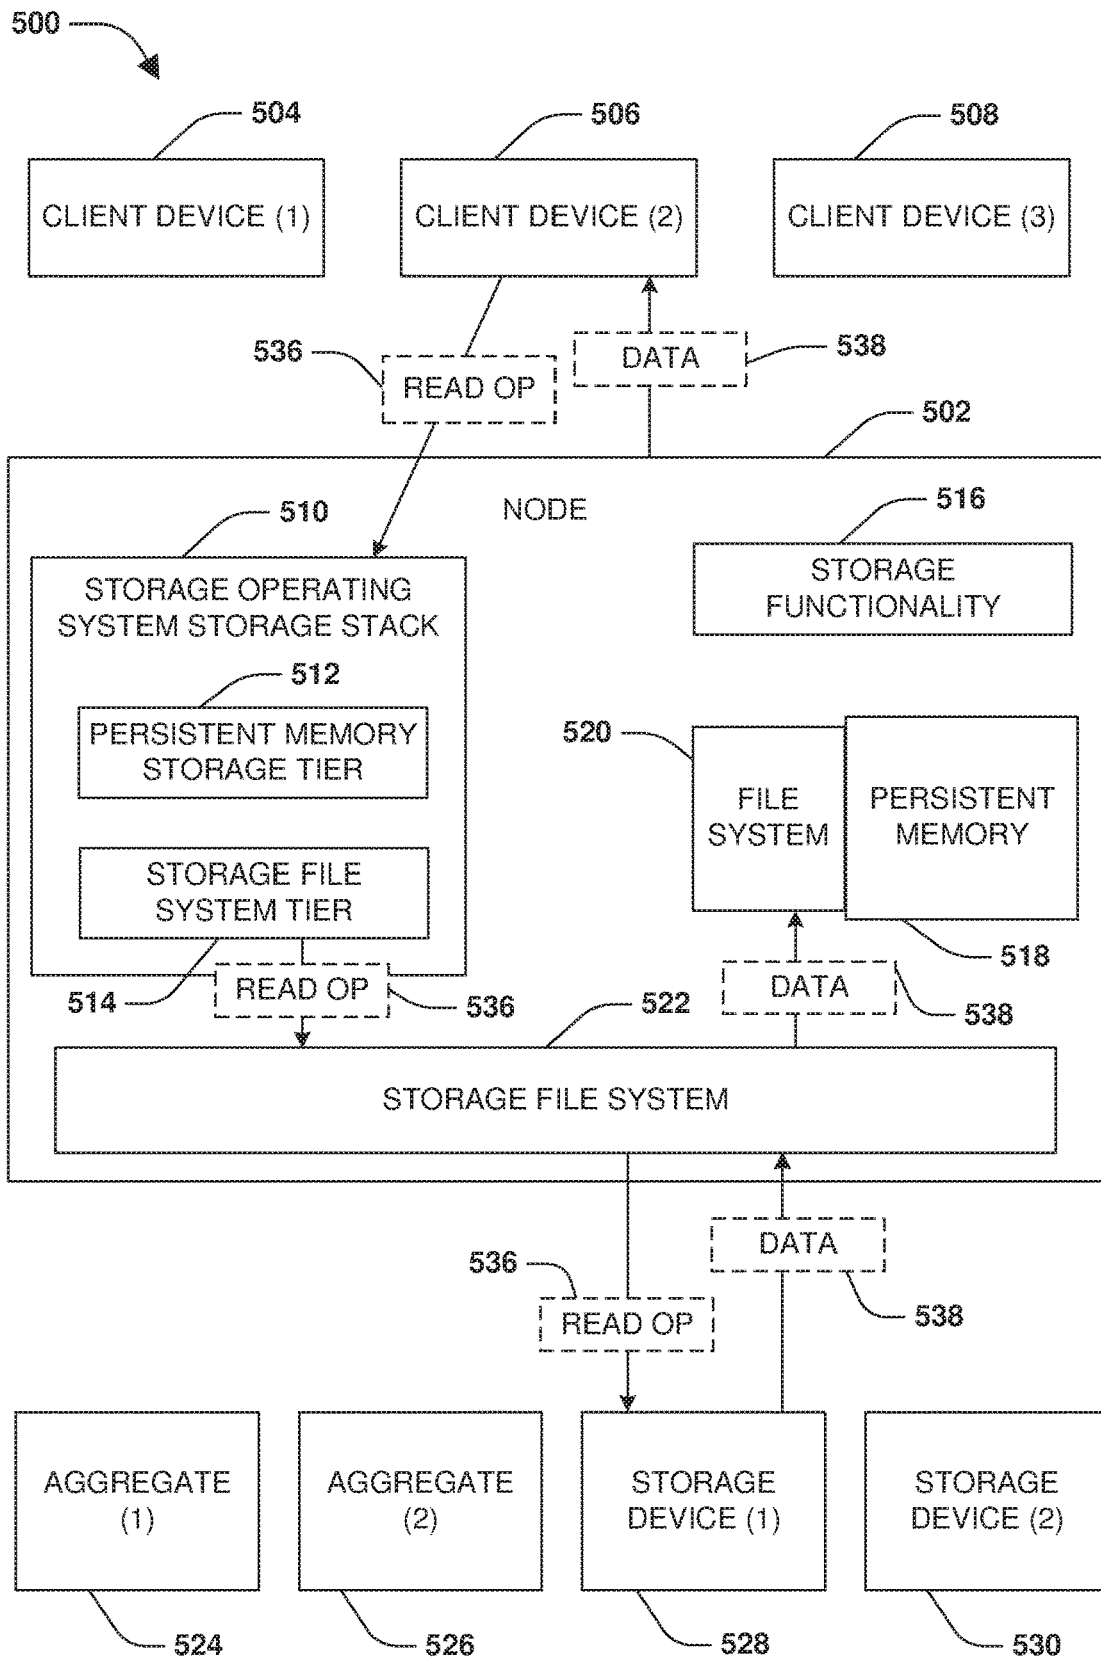 500
504
506
508
CLIENT DEVICE (1)
CLIENT DEVICE (2)
CLIENT DEVICE (3)
536
READ OP
DATA
538
502
NODE
510
STORAGE OPERATING
SYSTEM STORAGE STACK
516
STORAGE
FUNCTIONALITY
512
PERSISTENT MEMORY
STORAGE TIER
520
FILE
SYSTEM
PERSISTENT
MEMORY
518
STORAGE FILE
SYSTEM TIER
514
READ OP
536
522
DATA
538
STORAGE FILE SYSTEM
536
READ OP
DATA
538
AGGREGATE
(1)
AGGREGATE
(2)
STORAGE
DEVICE (1)
STORAGE
DEVICE (2)
524
526
528
530